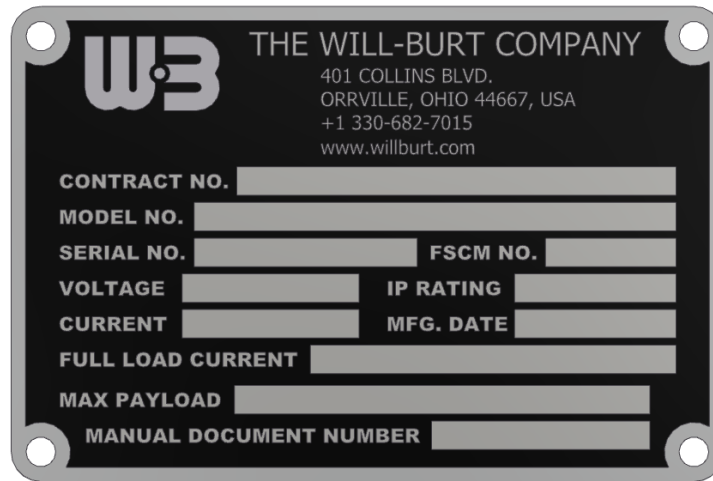 W·B THE WILL-BURT COMPANY
401 COLLINS BLVD.
ORRVILLE, OHIO 44667, USA
+1 330-682-7015
www.willburt.com
CONTRACT NO.
MODEL NO.
SERIAL NO. FSCM NO.
VOLTAGE IP RATING
CURRENT MFG. DATE
FULL LOAD CURRENT
MAX PAYLOAD
MANUAL DOCUMENT NUMBER